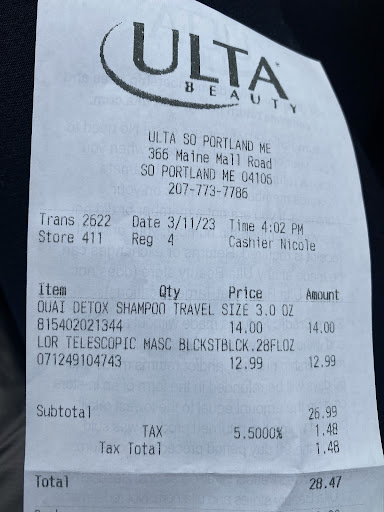 ULTA
BEAUTY
ULTA SO PORTLAND ME
366 Maine Mall Road
SO PORTLAND ME 04106
207-773-7786
Trans 2622 Date 3/11/23 Time 4:02 PM
Store 411 Reg 4 Cashier Nicole
Item Qty Price Amount
OUAI DETOX SHAMPOO TRAVEL SIZE 3.0 OZ
815402021344 14.00 14.00
LOR TELESCOPIC MASC BLCKSTBLCK.28FLOZ
071249104743 12.99 12.99
Subtotal 26.99
TAX 5.5000% 1.48
Tax Total 1.48
Total 28.47